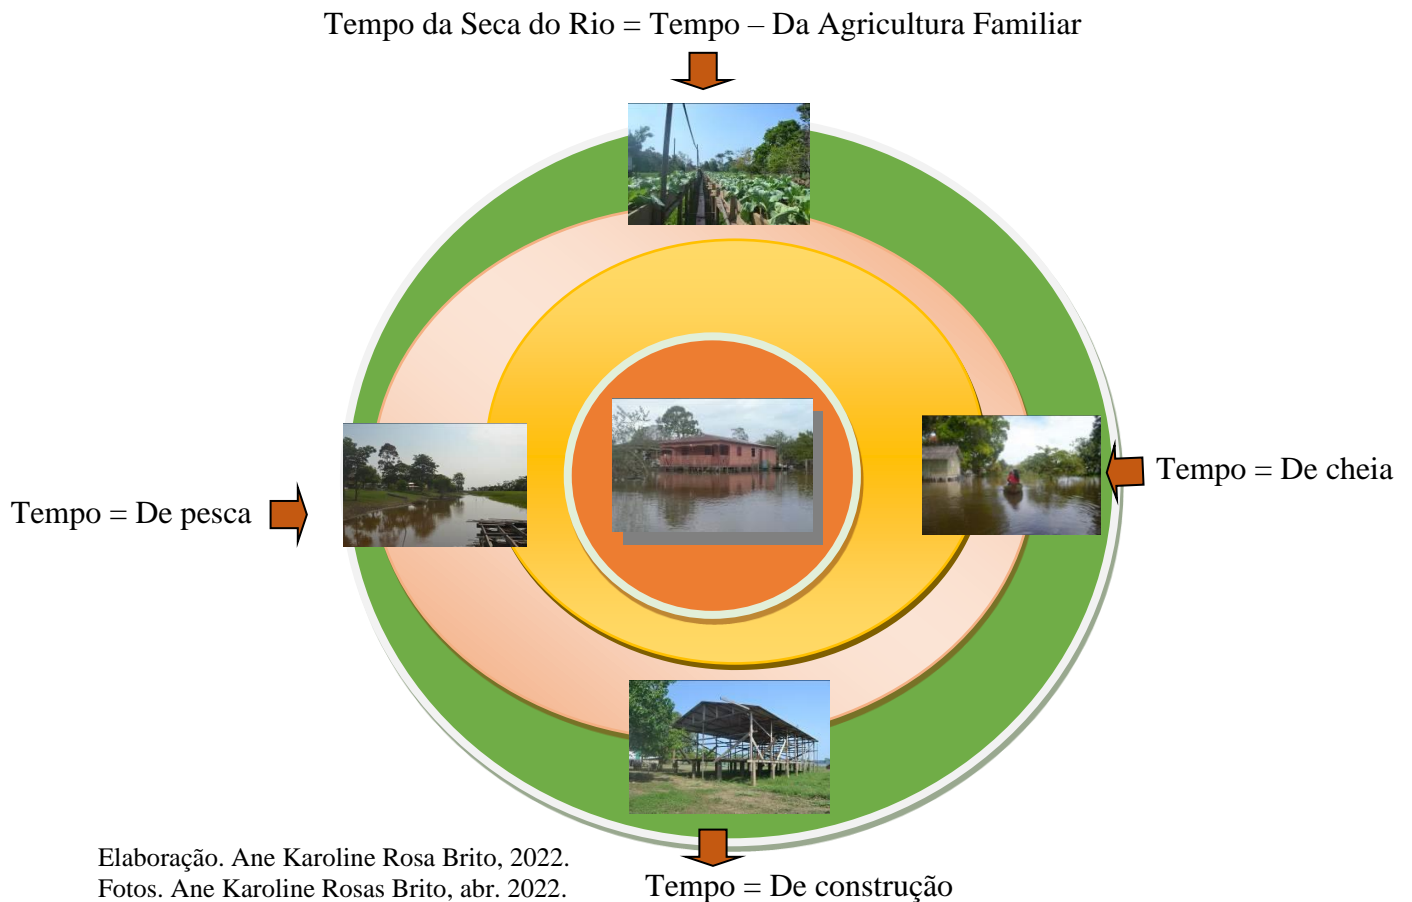 Tempo da Seca do Rio = Tempo – Da Agricultura Familiar
Tempo = De cheia
Tempo = De pesca
Elaboração. Ane Karoline Rosa Brito, 2022.
Fotos. Ane Karoline Rosas Brito, abr. 2022.
Tempo = De construção